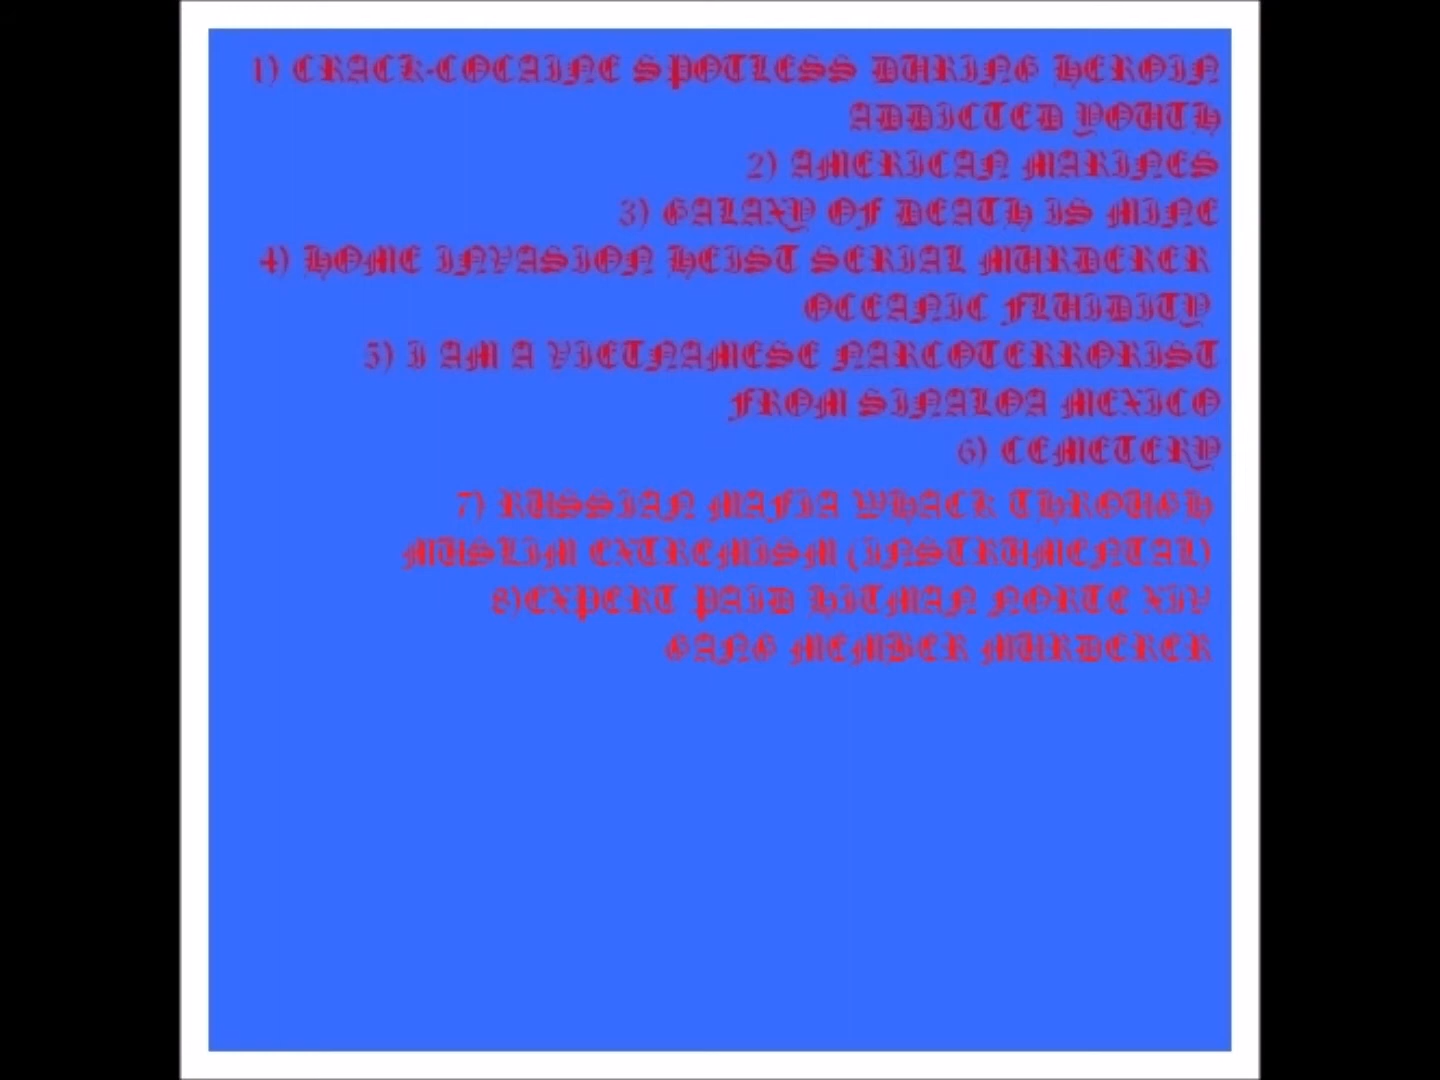 1) CRACK-COCAINE SPOTLESS DURING HEROIN
ADDICTED YOUTH
2) AMERICAN MARINES
3) GALAXY OF DEATH IS MINE
4) HOME INVASION HEIST SERIAL MURDERER
OCEANIC FLUIDITY
5) I AM A VIETNAMESE NARCOTERRORIST
FROM SINALOA MEXICO
6) CEMETERY
7) RUSSIAN MAFIA WHACK THROUGH
MUSLIM EXTREMISM (INSTRUMENTAL)
8)EXPERT PAID HITMAN NORTE XIV
GANG MEMBER MURDERER